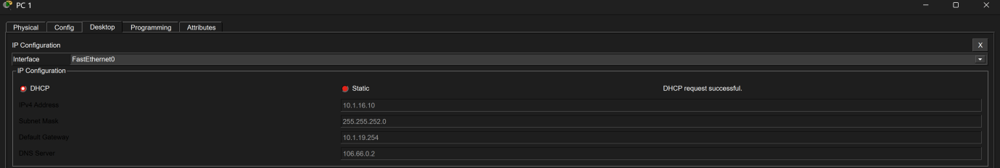 PC 1
Physical Config Desktop Programming Attributes
IP Configuration X
Interface FastEthernet0
IP Configuration
DHCP Static DHCP request successful.
IPv4 Address 10.1.16.10
Subnet Mask 255.255.252.0
Default Gateway 10.1.19.254
DNS Server 106.66.0.2